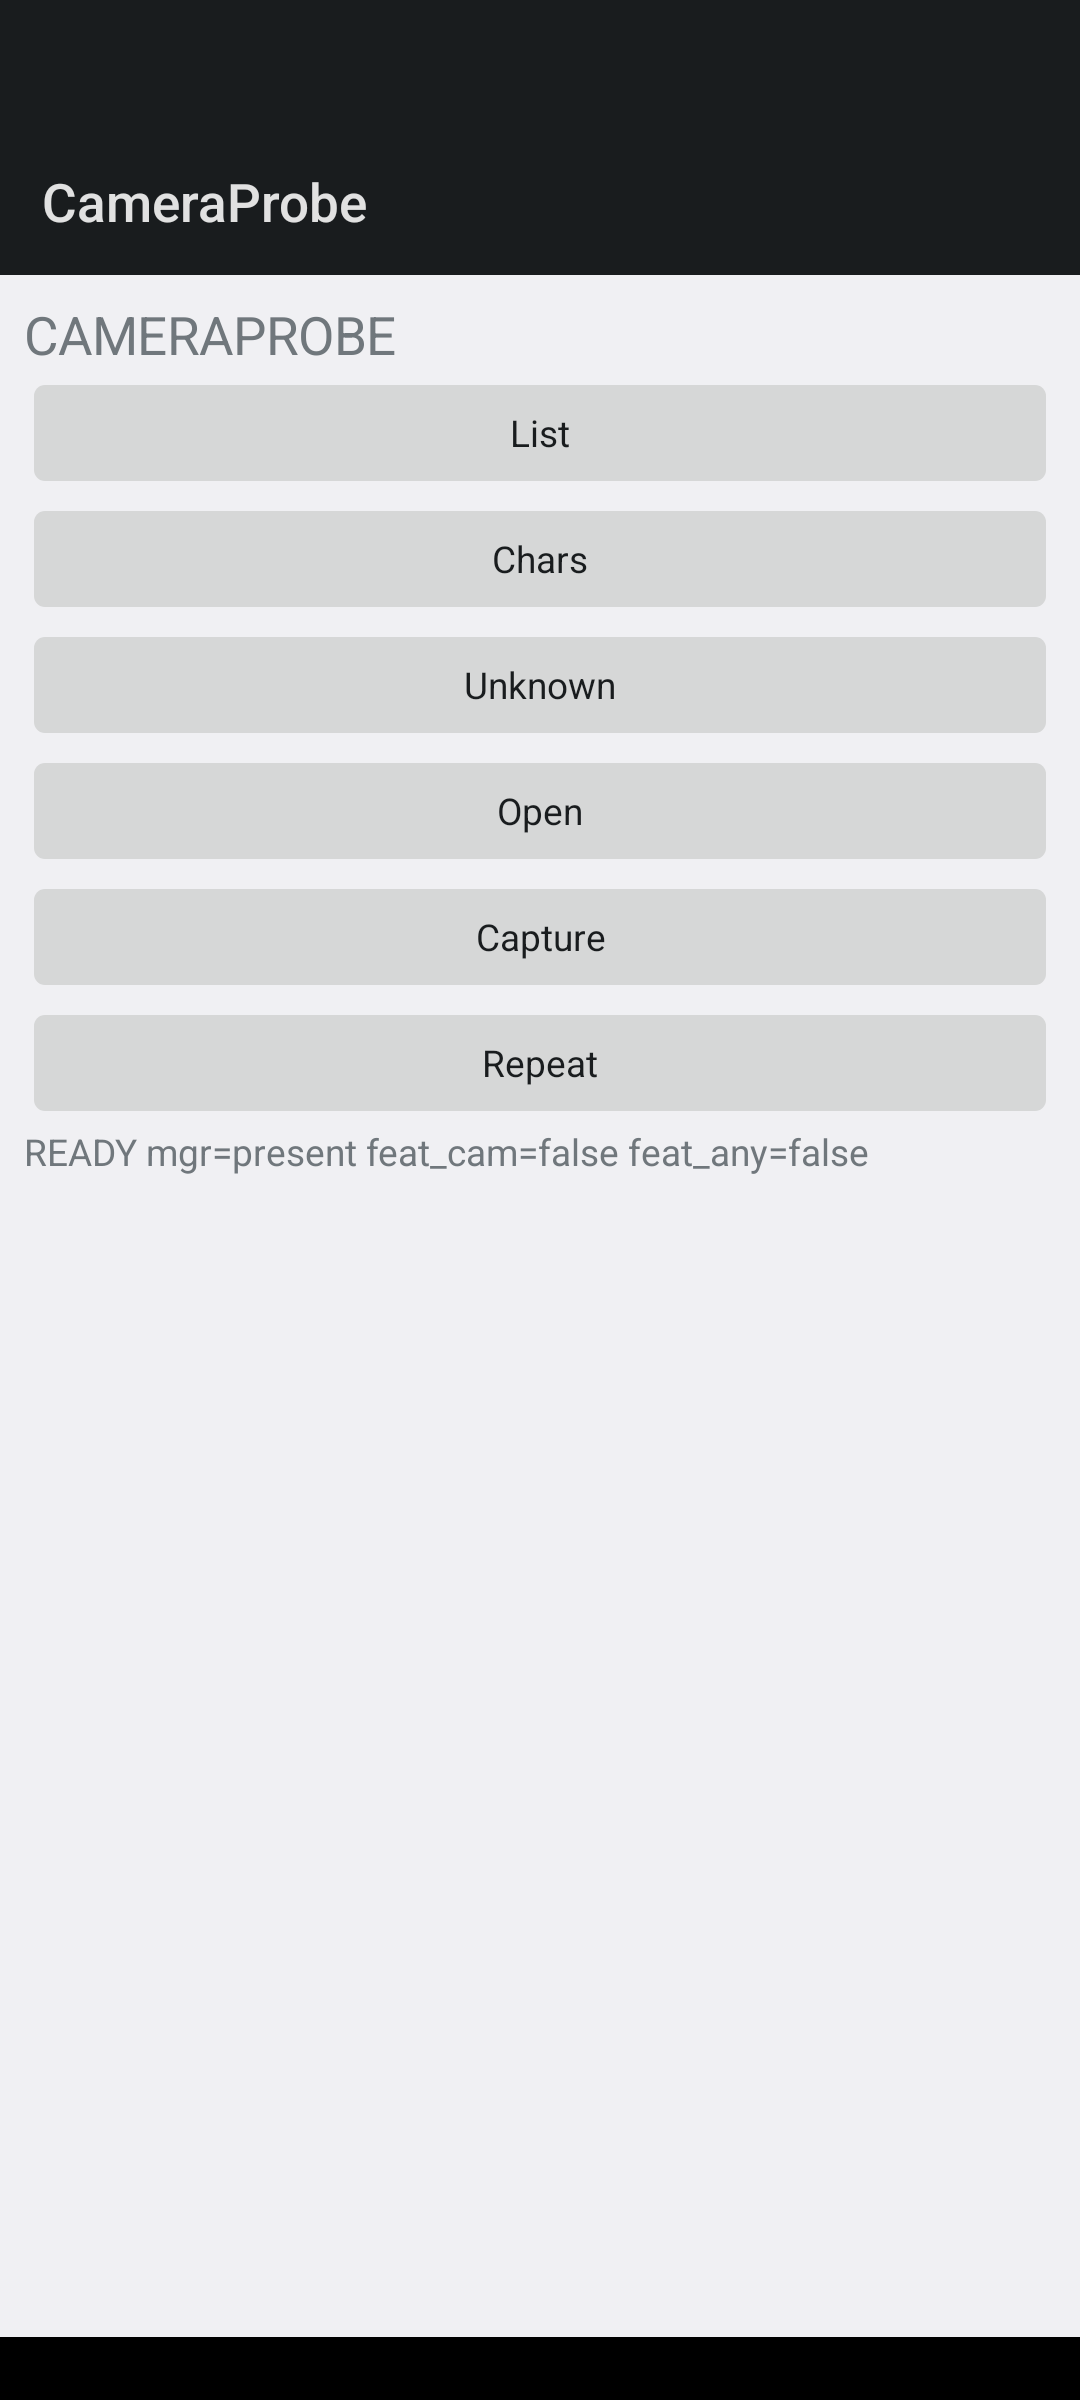 CameraProbe
CAMERAPROBE
List
Chars
Unknown
Open
Capture
Repeat
READY mgr=present feat_cam=false feat_any=false